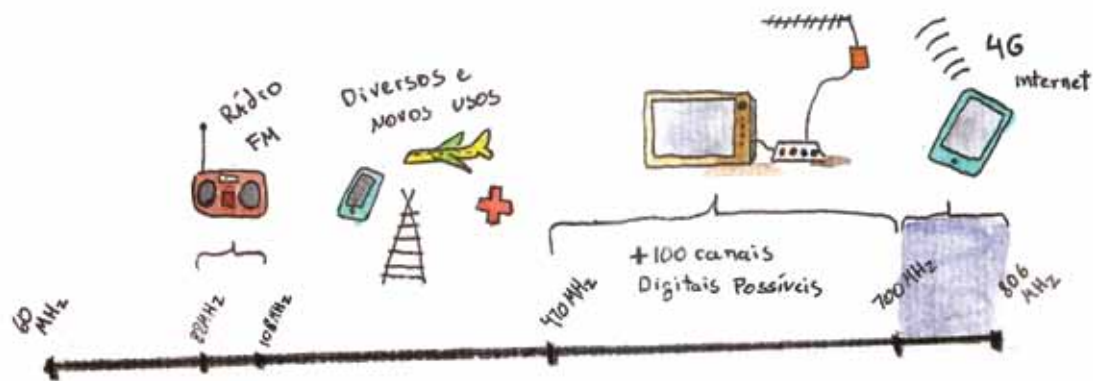 Rádio
FM
Diversos e
Novos usos
4G
Internet
+100 canais
Digitais Possíveis
60
MHz
88MHz
108MHz
470MHz
700MHz
806
MHz